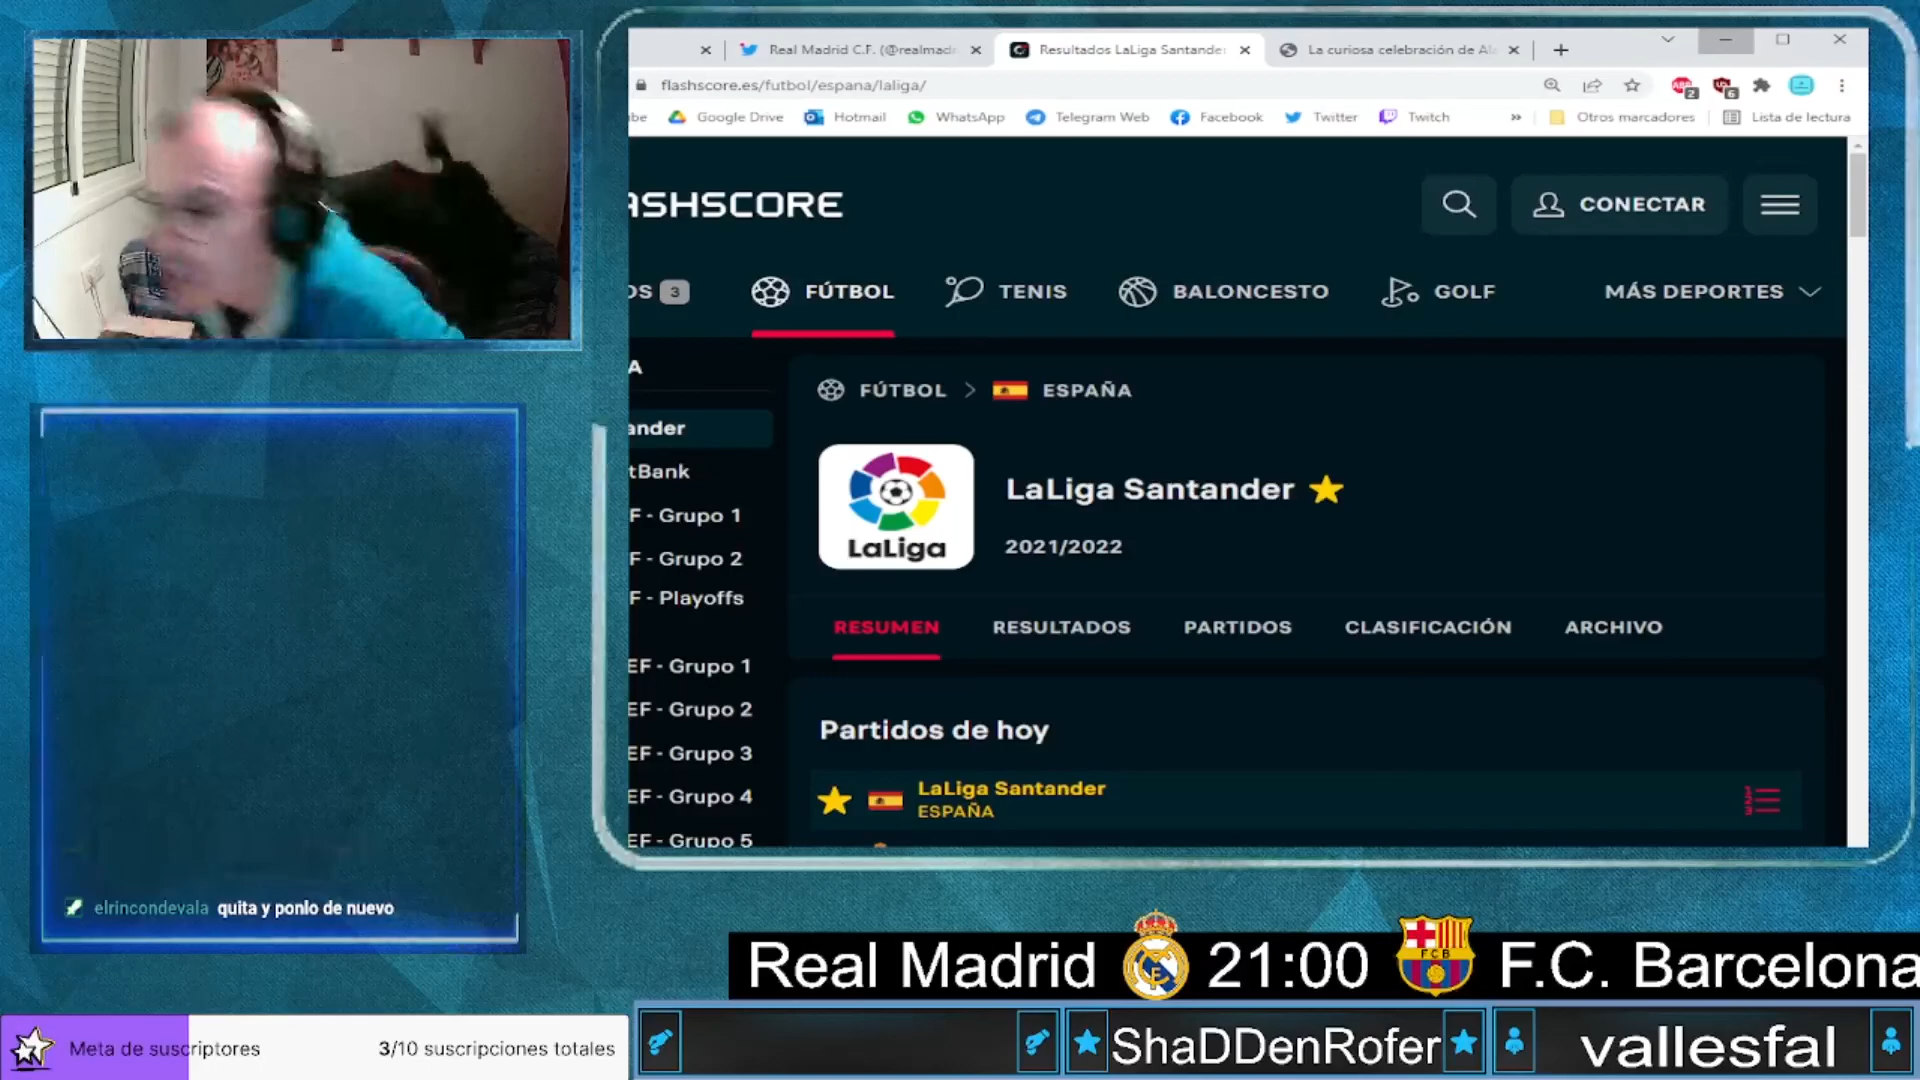 Real Madrid C.F. (@realmadr
Resultados LaLiga Santander
La curiosa celebración de Al
flashscore.es/futbol/espana/laliga/
be
Google Drive
Hotmail
WhatsApp
Telegram Web
Facebook
Twitter
Twitch
»
Otros marcadores
Lista de lectura
ASHSCORE
CONECTAR
OS 3
FÚTBOL
TENIS
BALONCESTO
GOLF
MÁS DEPORTES
A
FÚTBOL > ESPAÑA
ander
tBank
F - Grupo 1
F - Grupo 2
F - Playoffs
EF - Grupo 1
EF - Grupo 2
EF - Grupo 3
EF - Grupo 4
EF - Grupo 5
LaLiga
LaLiga Santander
2021/2022
RESUMEN
RESULTADOS
PARTIDOS
CLASIFICACIÓN
ARCHIVO
Partidos de hoy
LaLiga Santander
ESPAÑA
elrincondevala quita y ponlo de nuevo
Real Madrid 21:00 FCB F.C. Barcelona
Meta de suscriptores
3/10 suscripciones totales
ShaDDenRofer
vallesfal